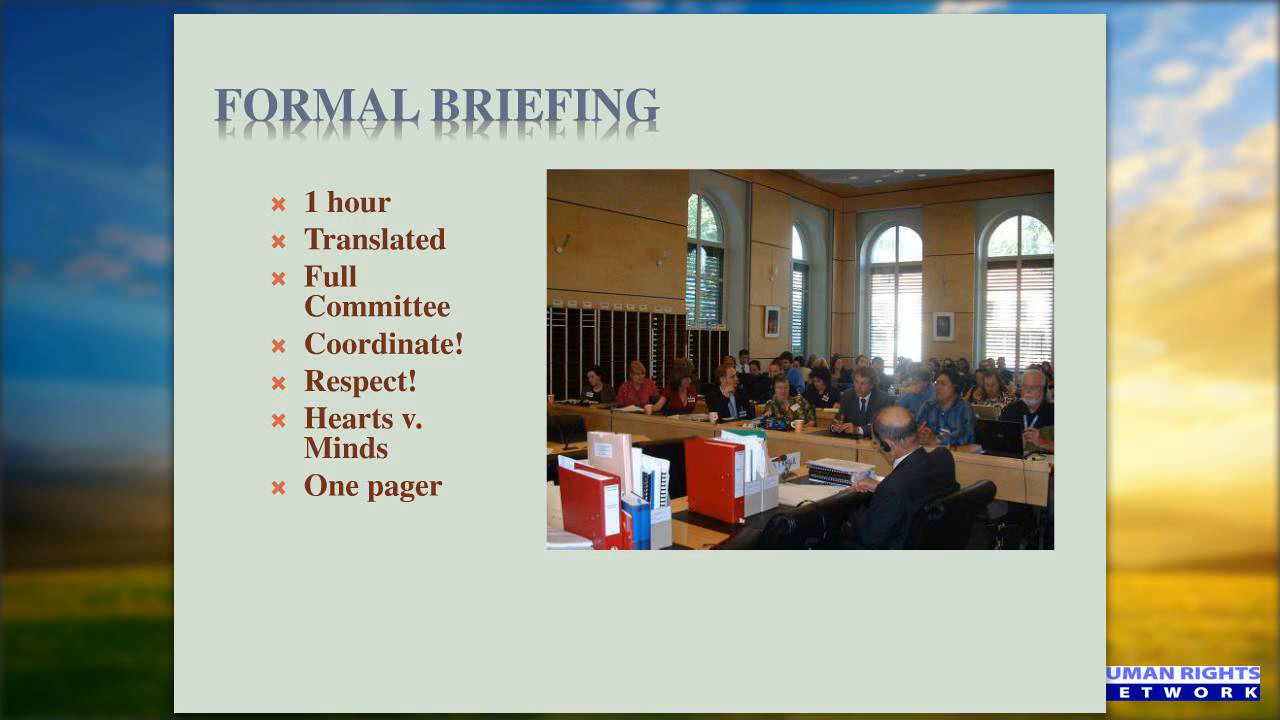 FORMAL BRIEFING
1 hour
Translated
Full
Committee
Coordinate!
Respect!
Hearts v.
Minds
One pager
UMAN RIGHTS
ETWORK